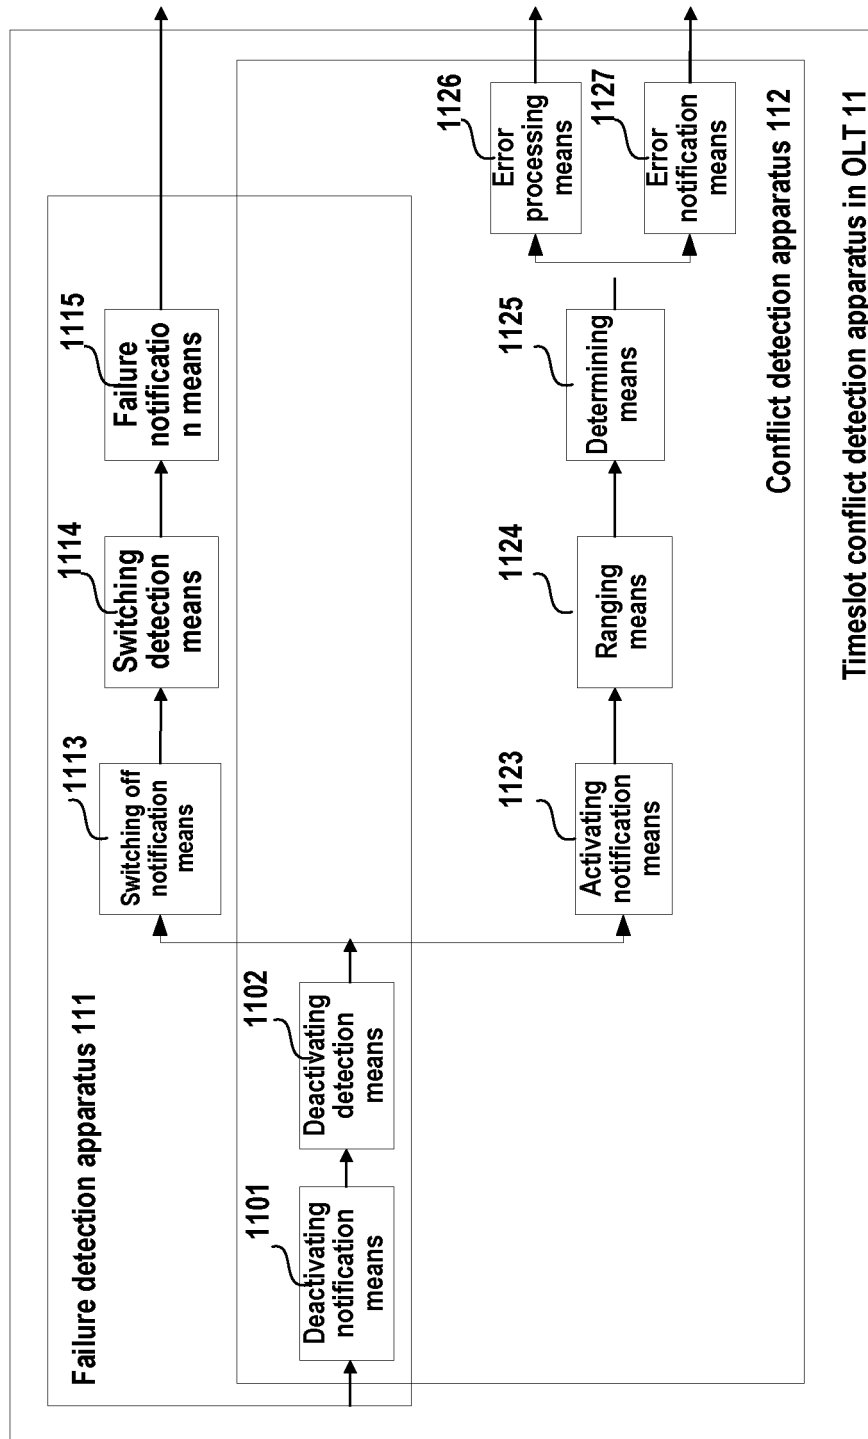 Failure detection apparatus 111
1101
Deactivating
notification
means
1102
Deactivating
detection
means
1113
Switching off
notification
means
1114
Switching
detection
means
1115
Failure
notificatio
n means
1123
Activating
notification
means
1124
Ranging
means
1125
Determining
means
1126
Error
processing
means
1127
Error
notification
means
Conflict detection apparatus 112
Timeslot conflict detection apparatus in OLT 11